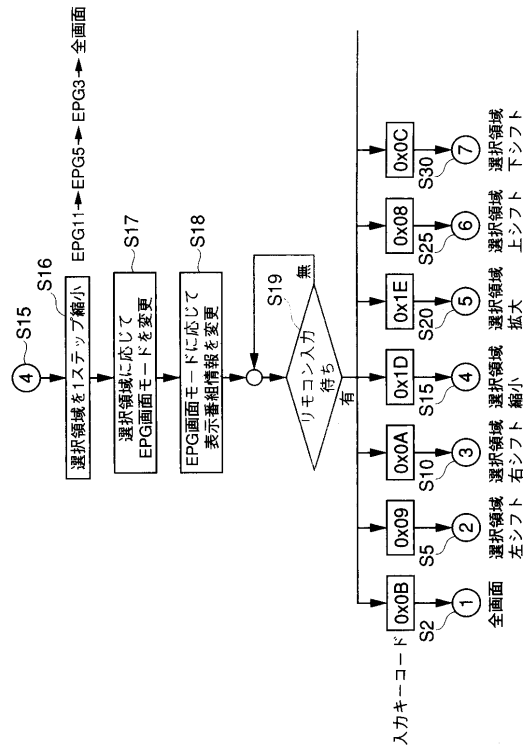 S15
4
S16
選択領域を1ステップ縮小
EPG11→EPG5→EPG3→全画面
S17
選択領域に応じて
EPG画面モードを変更
S18
EPG画面モードに応じて
表示番組情報を変更
S19
リモコン入力
待ち
無
有
入力キーコード
0x0B
0x09
0x0A
0x1D
0x1E
0x08
0x0C
S2
S5
S10
S15
S20
S25
S30
1
2
3
4
5
6
7
全画面
選択領域
左シフト
選択領域
右シフト
選択領域
縮小
選択領域
拡大
選択領域
上シフト
選択領域
下シフト